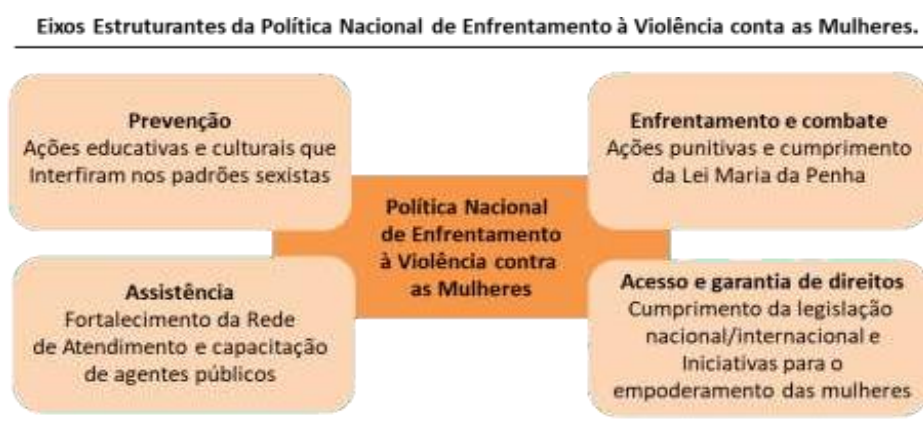 Eixos Estruturantes da Política Nacional de Enfrentamento à Violência conta as Mulheres.
Prevenção
Ações educativas e culturais que
Interfiram nos padrões sexistas
Enfrentamento e combate
Ações punitivas e cumprimento
da Lei Maria da Penha
Política Nacional
de Enfrentamento
à Violência contra
as Mulheres
Assistência
Fortalecimento da Rede
de Atendimento e capacitação
de agentes públicos
Acesso e garantia de direitos
Cumprimento da legislação
nacional/internacional e
Iniciativas para o
empoderamento das mulheres